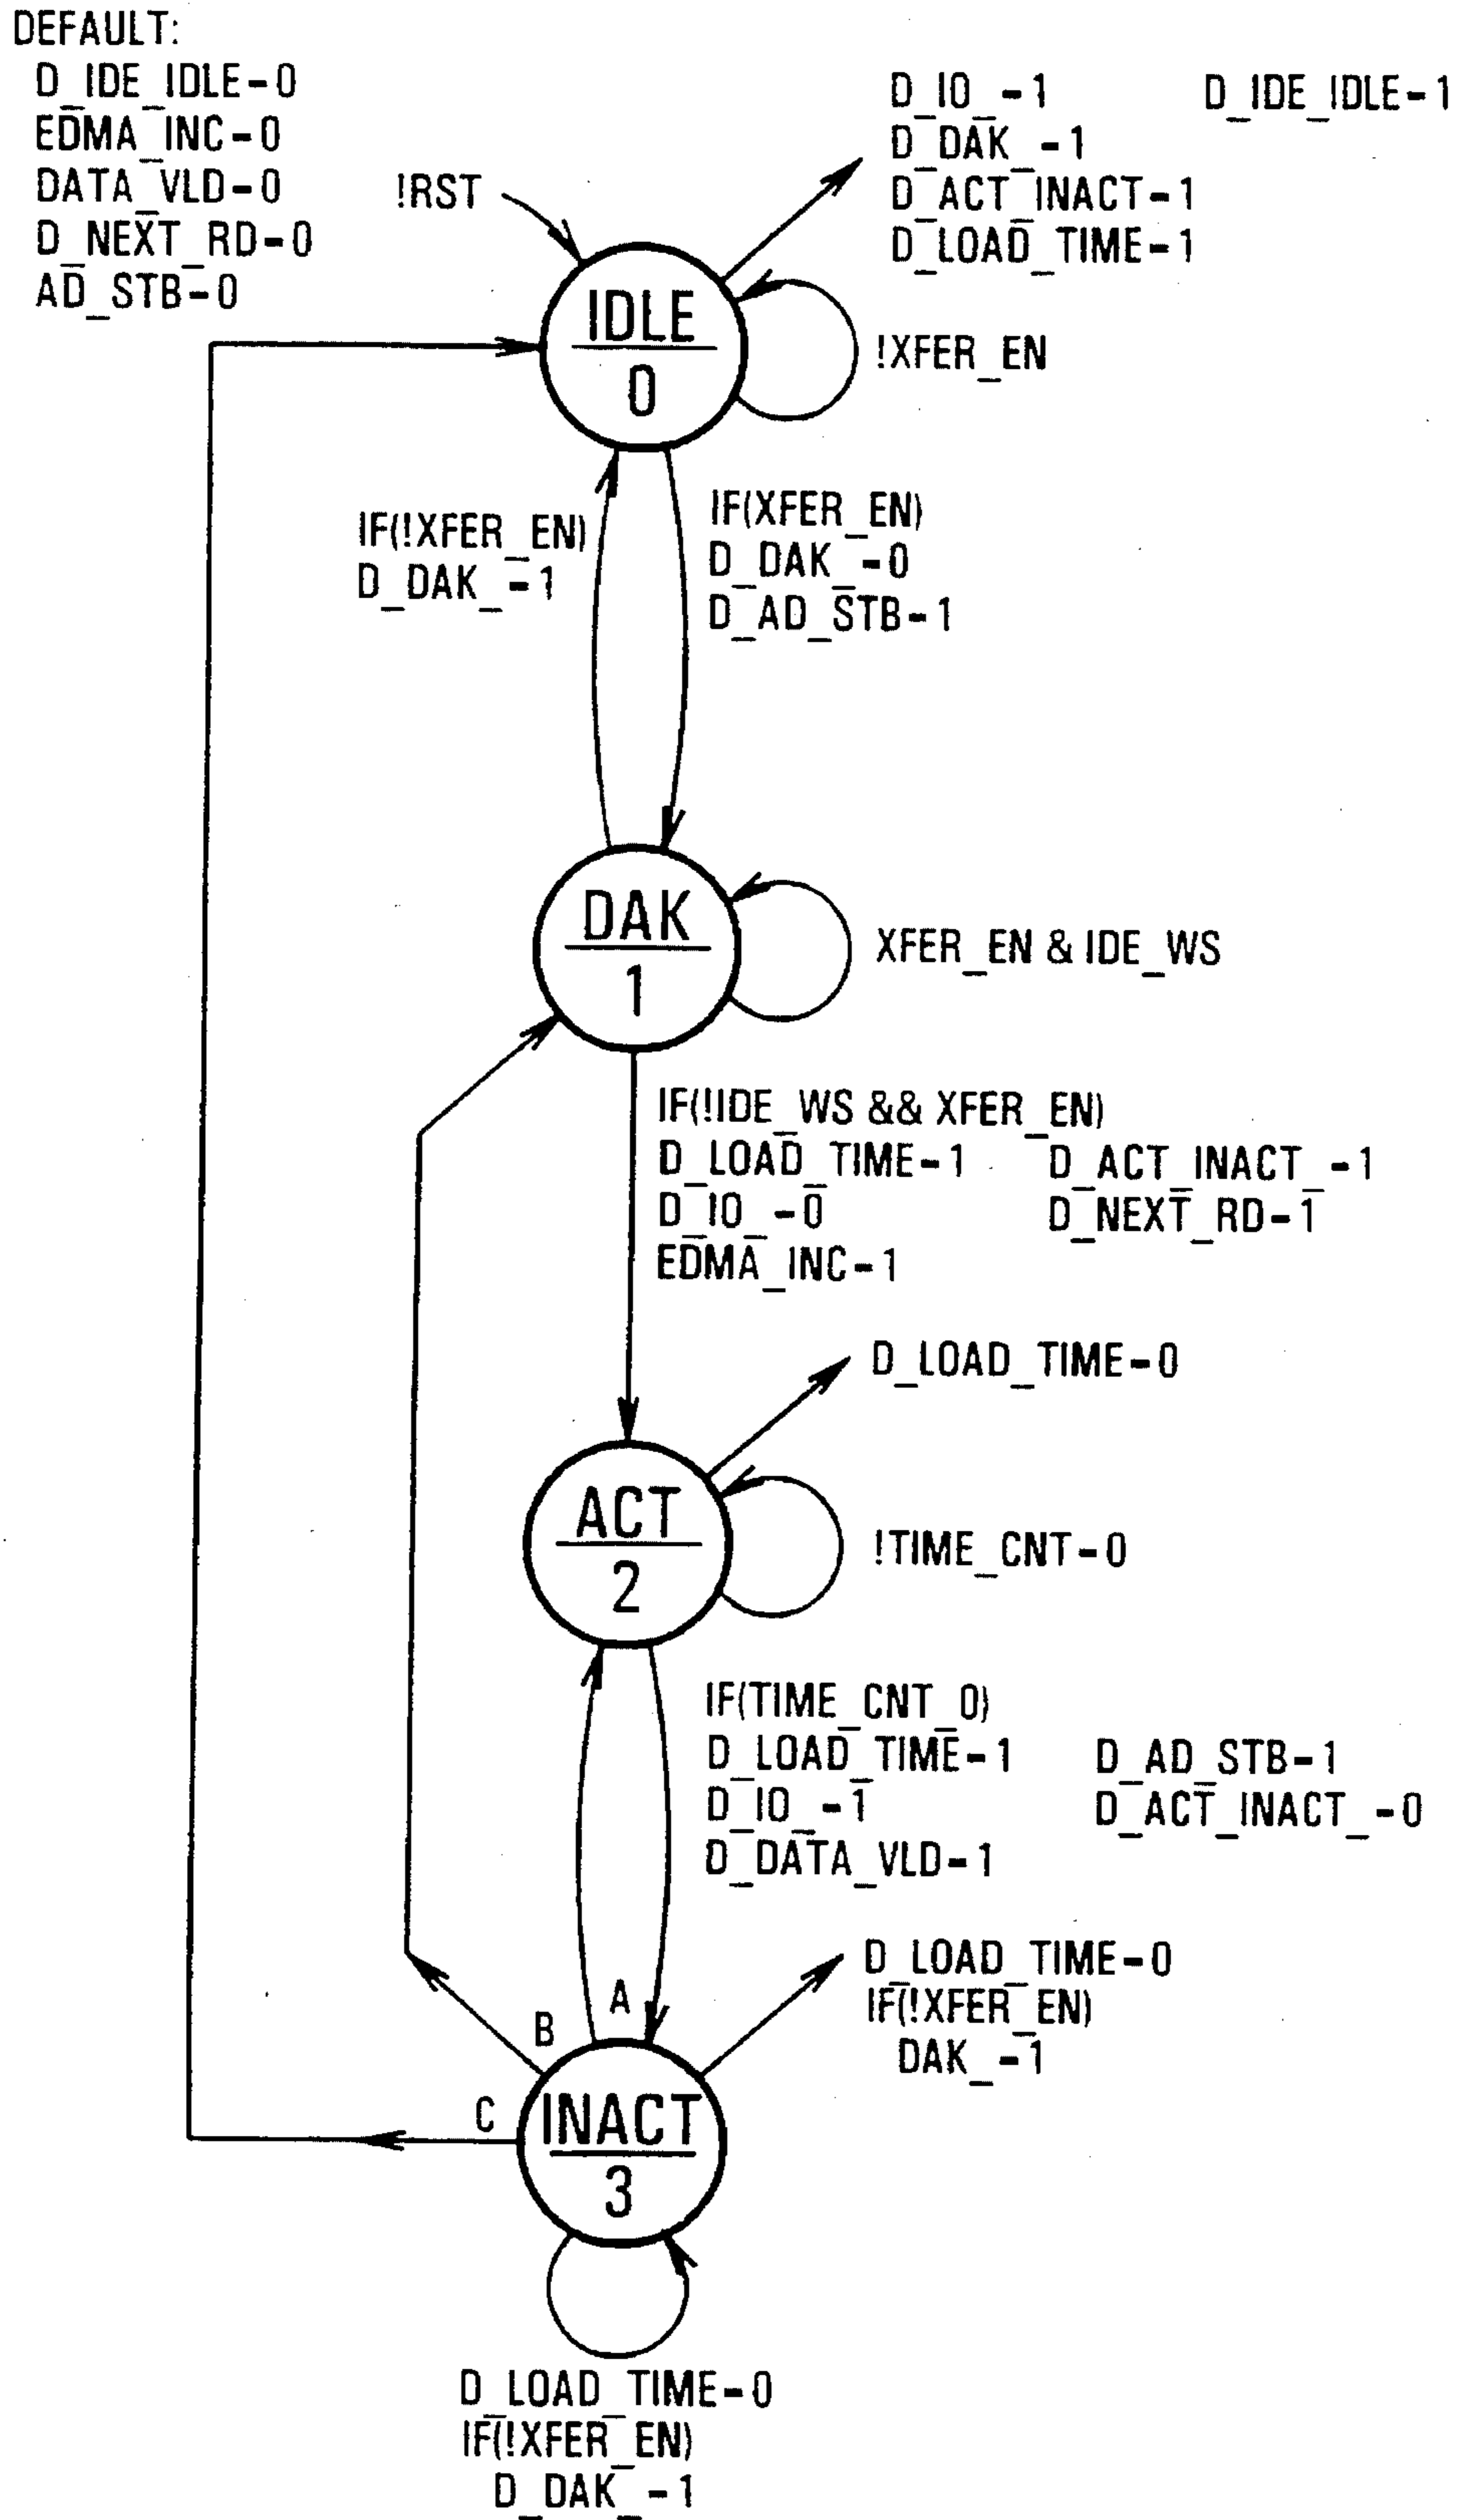 DEFAULT:
D_IDE_IDLE-0
EDMA_INC-0
DATA_VLD-0
D_NEXT_RD-0
AD_STB-0
!RST
D_IO_-1 D_IDE_IDLE-1
D_DAK_-1
D_ACT_INACT-1
D_LOAD_TIME-1
IDLE
0
!XFER_EN
IF(!XFER_EN)
D_DAK_-1
IF(XFER_EN)
D_DAK_-0
D_AD_STB-1
DAK
1
XFER_EN & IDE_WS
IF(!IDE_WS && XFER_EN)
D_LOAD_TIME-1 D_ACT_INACT_-1
D_IO_-0 D_NEXT_RD-1
EDMA_INC-1
D_LOAD_TIME-0
ACT
2
!TIME_CNT-0
IF(TIME_CNT_0)
D_LOAD_TIME-1 D_AD_STB-1
D_IO_-1 D_ACT_INACT_-0
D_DATA_VLD-1
D_LOAD_TIME-0
IF(!XFER_EN)
DAK_-1
A
B
C
INACT
3
D_LOAD_TIME-0
IF(!XFER_EN)
D_DAK_-1